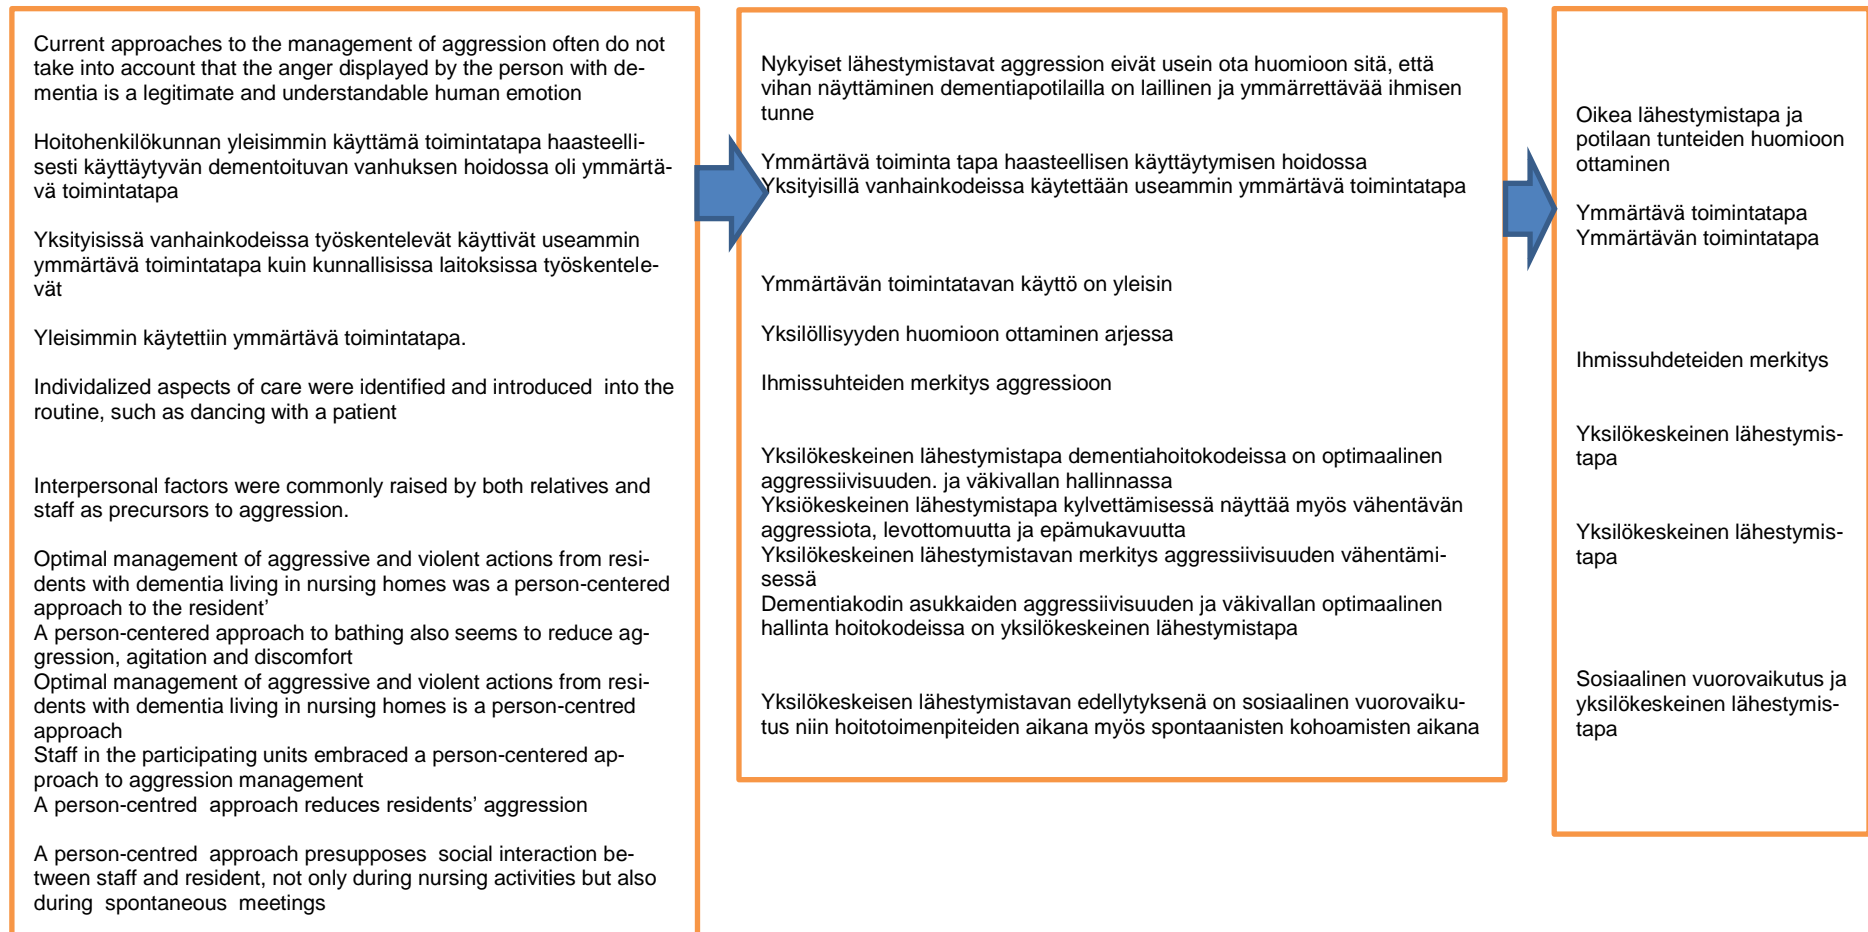 Current approaches to the management of aggression often do not
take into account that the anger displayed by the person with de-
mentia is a legitimate and understandable human emotion
Hoitohenkilökunnan yleisimmin käyttämä toimintatapa haasteelli-
sesti käyttäytyvän dementoituvan vanhuksen hoidossa oli ymmärtä-
vä toimintatapa
Yksityisissä vanhainkodeissa työskentelevät käyttivät useammin
ymmärtävä toimintatapa kuin kunnallisissa laitoksissa työskentele-
vät
Yleisimmin käytettiin ymmärtävä toimintatapa.
Individalized aspects of care were identified and introduced into the
routine, such as dancing with a patient
Interpersonal factors were commonly raised by both relatives and
staff as precursors to aggression.
Optimal management of aggressive and violent actions from resi-
dents with dementia living in nursing homes was a person-centered
approach to the resident’
A person-centered approach to bathing also seems to reduce ag-
gression, agitation and discomfort
Optimal management of aggressive and violent actions from resi-
dents with dementia living in nursing homes is a person-centred
approach
Staff in the participating units embraced a person-centered ap-
proach to aggression management
A person-centred approach reduces residents’ aggression
A person-centred approach presupposes social interaction be-
tween staff and resident, not only during nursing activities but also
during spontaneous meetings
Nykyiset lähestymistavat aggression eivät usein ota huomioon sitä, että
vihan näyttäminen dementiapotilailla on laillinen ja ymmärrettävää ihmisen
tunne
Ymmärtävä toiminta tapa haasteellisen käyttäytymisen hoidossa
Yksityisillä vanhainkodeissa käytettään useammin ymmärtävä toimintatapa
Ymmärtävän toimintatavan käyttö on yleisin
Yksilöllisyyden huomioon ottaminen arjessa
Ihmissuhteiden merkitys aggressioon
Yksilökeskeinen lähestymistapa dementiahoitokodeissa on optimaalinen
aggressiivisuuden. ja väkivallan hallinnassa
Yksiökeskeinen lähestymistapa kylvettämisessä näyttää myös vähentävän
aggressiota, levottomuutta ja epämukavuutta
Yksilökeskeinen lähestymistavan merkitys aggressiivisuuden vähentämi-
sessä
Dementiakodin asukkaiden aggressiivisuuden ja väkivallan optimaalinen
hallinta hoitokodeissa on yksilökeskeinen lähestymistapa
Yksilökeskeisen lähestymistavan edellytyksenä on sosiaalinen vuorovaiku-
tus niin hoitotoimenpiteiden aikana myös spontaanisten kohoamisten aikana
Oikea lähestymistapa ja
potilaan tunteiden huomioon
ottaminen
Ymmärtävä toimintatapa
Ymmärtävän toimintatapa
Ihmissuhdeteiden merkitys
Yksilökeskeinen lähestymis-
tapa
Yksilökeskeinen lähestymis-
tapa
Sosiaalinen vuorovaikutus ja
yksilökeskeinen lähestymis-
tapa